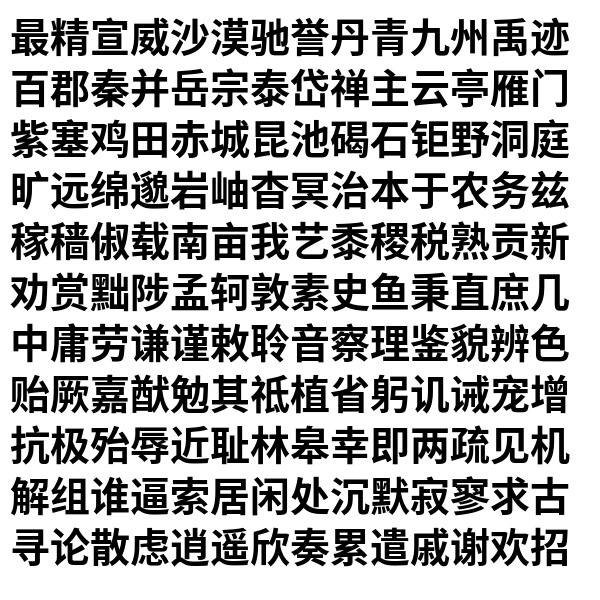 最精宣威沙漠驰誉丹青九州禹迹
百郡秦并岳宗泰岱禅主云亭雁门
紫塞鸡田赤城昆池碣石钜野洞庭
旷远绵邈岩岫杳冥治本于农务兹
稼穑俶载南亩我艺黍稷税熟贡新
劝赏黜陟孟轲敦素史鱼秉直庶几
中庸劳谦谨敕聆音察理鉴貌辨色
贻厥嘉猷勉其祗植省躬讥诫宠增
抗极殆辱近耻林皋幸即两疏见机
解组谁逼索居闲处沉默寂寥求古
寻论散虑逍遥欣奏累遣戚谢欢招